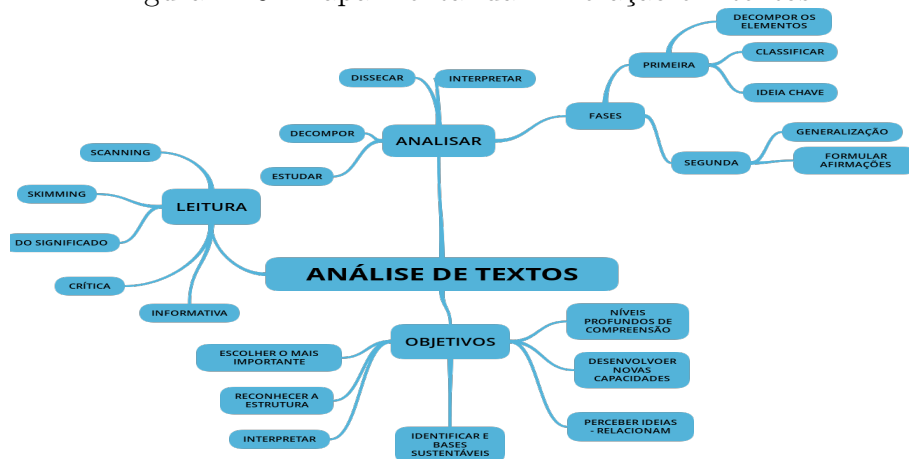 DECOMPOR OS
ELEMENTOS
PRIMEIRA
CLASSIFICAR
IDEIA CHAVE
DISSECAR
INTERPRETAR
FASES
DECOMPOR
ANALISAR
GENERALIZAÇÃO
SCANNING
SEGUNDA
FORMULAR
AFIRMAÇÕES
ESTUDAR
SKIMMING
LEITURA
DO SIGNIFICADO
CRÍTICA
ANÁLISE DE TEXTOS
INFORMATIVA
NÍVEIS
PROFUNDOS DE
COMPREENSÃO
OBJETIVOS
ESCOLHER O MAIS
IMPORTANTE
DESENVOLVOER
NOVAS
CAPACIDADES
RECONHECER A
ESTRUTURA
PERCEBER IDEIAS
- RELACIONAM
INTERPRETAR
IDENTIFICAR E
BASES
SUSTENTÁVEIS